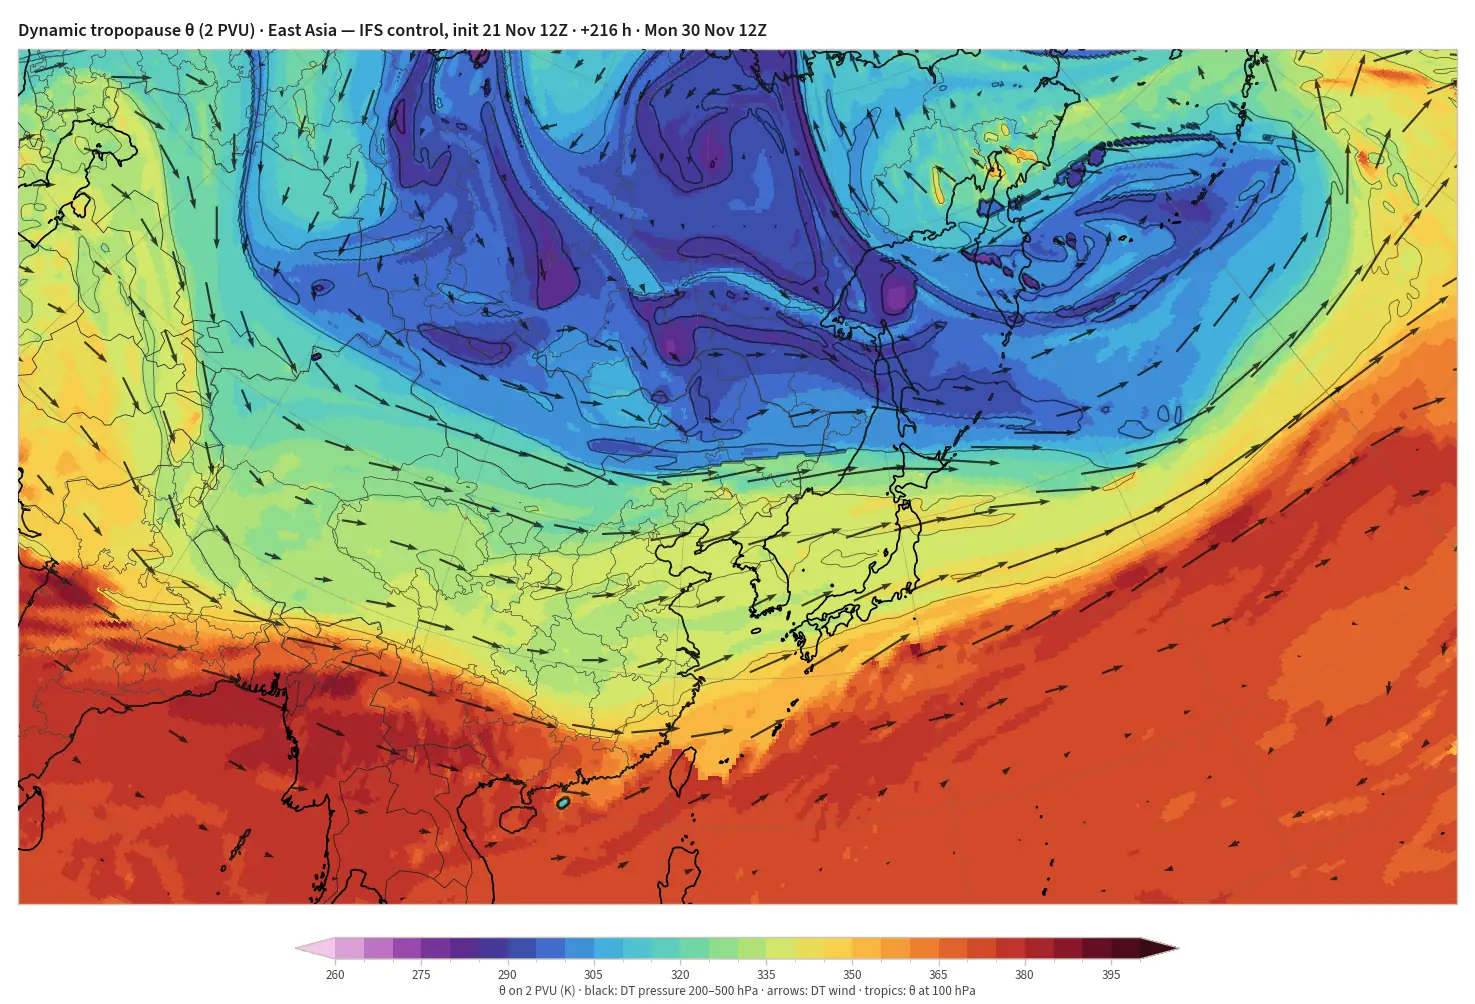 Dynamic tropopause θ (2 PVU) · East Asia — IFS control, init 21 Nov 12Z · +216 h · Mon 30 Nov 12Z
260 275 290 305 320 335 350 365 380 395
θ on 2 PVU (K) · black: DT pressure 200–500 hPa · arrows: DT wind · tropics: θ at 100 hPa